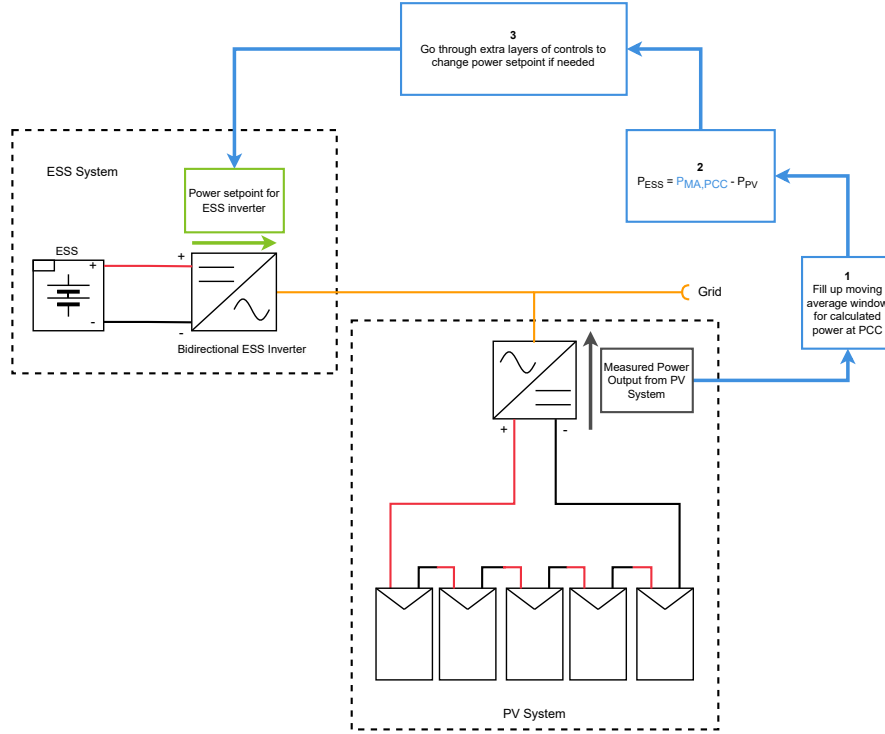 3
Go through extra layers of controls to
change power setpoint if needed
ESS System
Power setpoint for
ESS inverter
2
PESS = PMA,PCC - PPV
ESS
+
-
+
-
Bidirectional ESS Inverter
Grid
1
Fill up moving
average window
for calculated
power at PCC
Measured Power
Output from PV
System
+
-
PV System